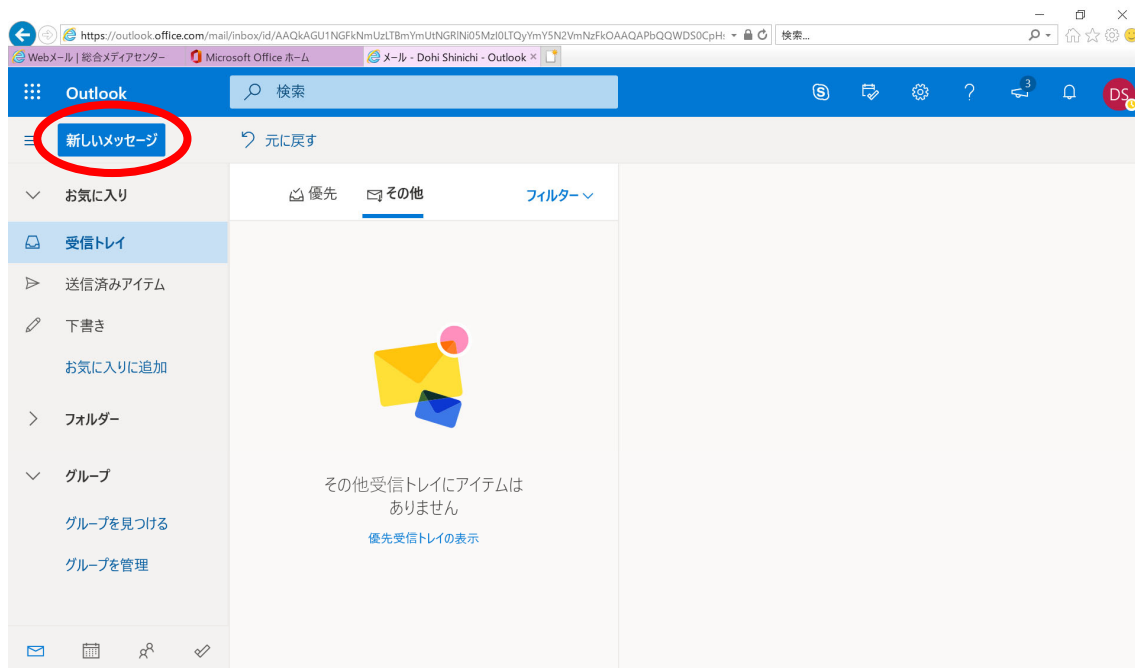 https://outlook.office.com/mail/inbox/id/AAQkAGU1NGFkNmUzLTBmYmUtNGRlNi05MzI0LTQyYmY5N2VmNzFkOAAQAPbQQWDS0CpH
検索...
Webメール | 総合メディアセンター
Microsoft Office ホーム
メール - Dohi Shinichi - Outlook
Outlook
検索
3
DS
新しいメッセージ
元に戻す
お気に入り
優先
その他
フィルター
受信トレイ
送信済みアイテム
下書き
お気に入りに追加
フォルダー
グループ
グループを見つける
グループを管理
その他受信トレイにアイテムは
ありません
優先受信トレイの表示